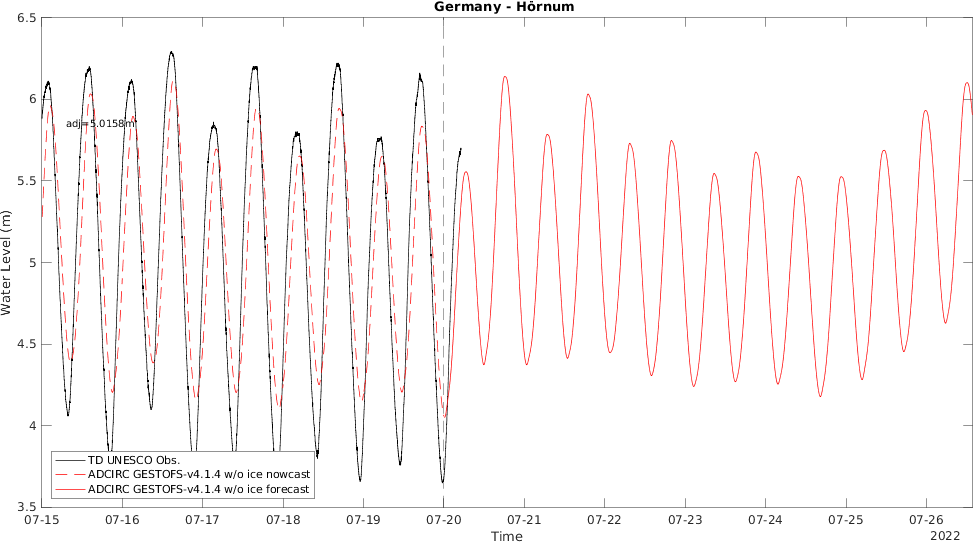 Germany - Hörnum
6.5
6
5.5
5
4.5
4
3.5
Water Level (m)
adj=5.0158m
TD UNESCO Obs.
ADCIRC GESTOFS-v4.1.4 w/o ice nowcast
ADCIRC GESTOFS-v4.1.4 w/o ice forecast
07-15 07-16 07-17 07-18 07-19 07-20 07-21 07-22 07-23 07-24 07-25 07-26
Time
2022